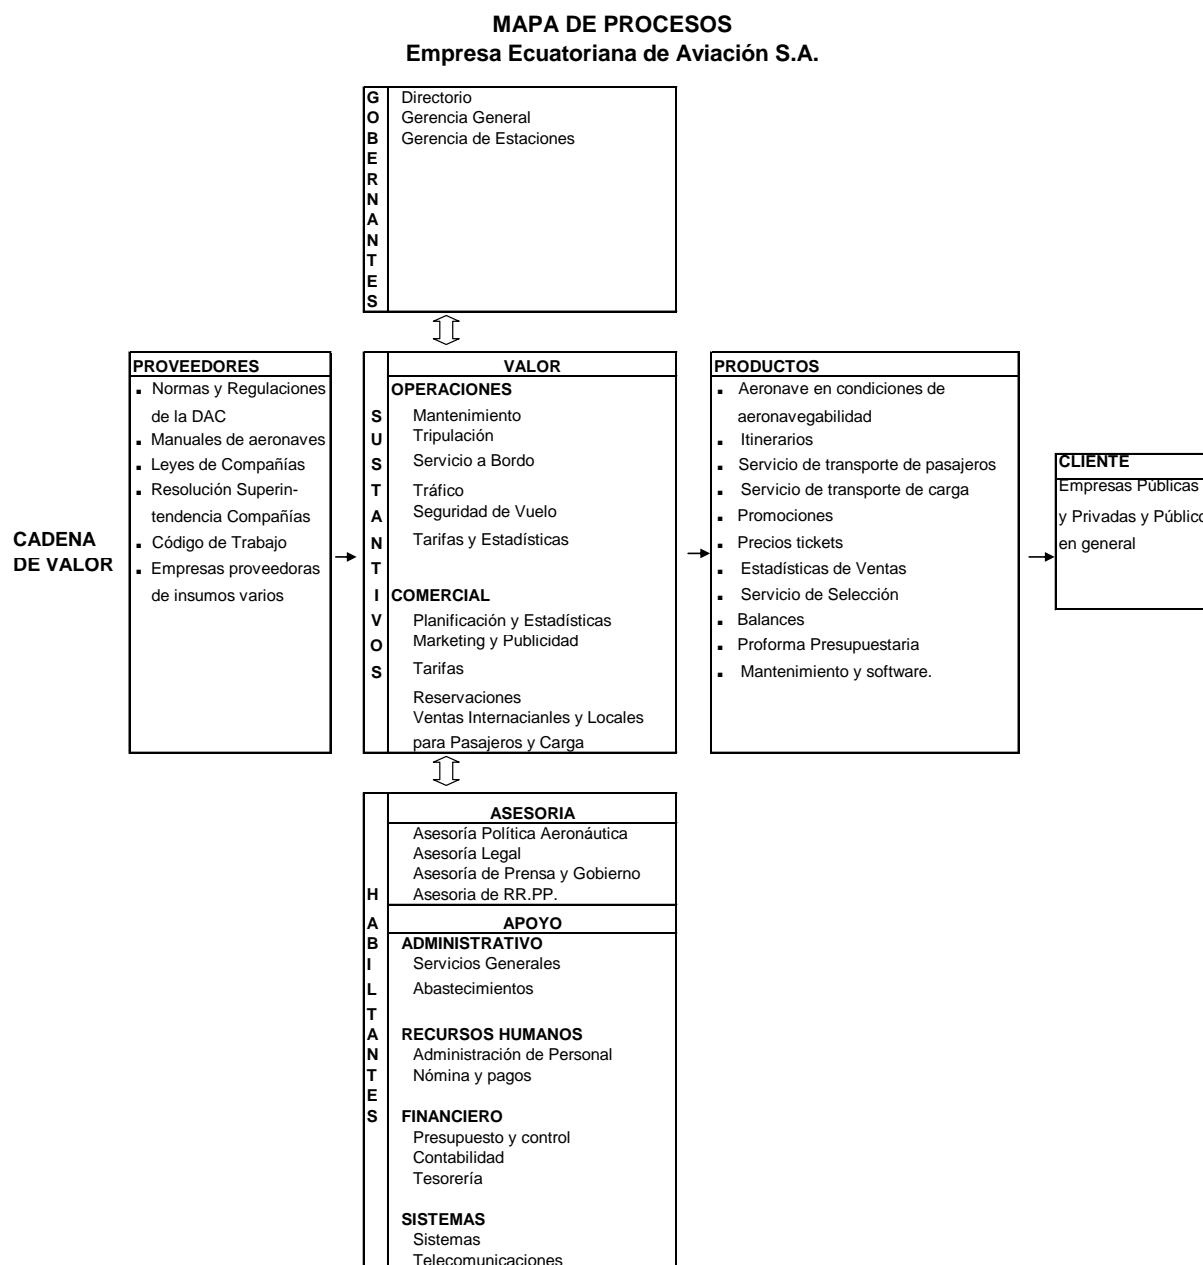 MAPA DE PROCESOS
Empresa Ecuatoriana de Aviación S.A.
GOBERNANTES
Directorio
Gerencia General
Gerencia de Estaciones
CADENA
DE VALOR
PROVEEDORES
▪ Normas y Regulaciones
de la DAC
▪ Manuales de aeronaves
▪ Leyes de Compañías
▪ Resolución Superin-
tendencia Compañías
▪ Código de Trabajo
▪ Empresas proveedoras
de insumos varios
SUSTANTIVOS
VALOR
OPERACIONES
Mantenimiento
Tripulación
Servicio a Bordo
Tráfico
Seguridad de Vuelo
Tarifas y Estadísticas
COMERCIAL
Planificación y Estadísticas
Marketing y Publicidad
Tarifas
Reservaciones
Ventas Internacianles y Locales
para Pasajeros y Carga
PRODUCTOS
▪ Aeronave en condiciones de
aeronavegabilidad
▪ Itinerarios
▪ Servicio de transporte de pasajeros
▪ Servicio de transporte de carga
▪ Promociones
▪ Precios tickets
▪ Estadísticas de Ventas
▪ Servicio de Selección
▪ Balances
▪ Proforma Presupuestaria
▪ Mantenimiento y software.
CLIENTE
Empresas Públicas
y Privadas y Públic
en general
HABILTANTES
ASESORIA
Asesoría Política Aeronáutica
Asesoría Legal
Asesoría de Prensa y Gobierno
Asesoria de RR.PP.
APOYO
ADMINISTRATIVO
Servicios Generales
Abastecimientos
RECURSOS HUMANOS
Administración de Personal
Nómina y pagos
FINANCIERO
Presupuesto y control
Contabilidad
Tesorería
SISTEMAS
Sistemas
Telecomunicaciones